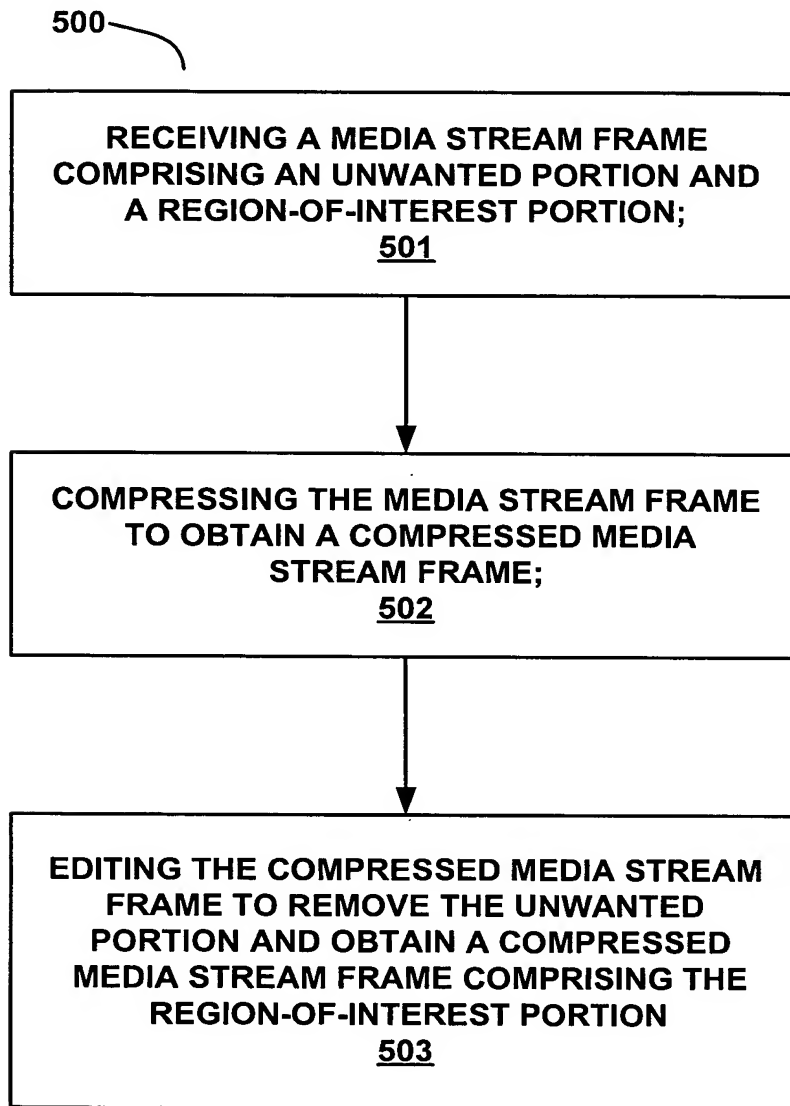 500
RECEIVING A MEDIA STREAM FRAME
COMPRISING AN UNWANTED PORTION AND
A REGION-OF-INTEREST PORTION;
501
COMPRESSING THE MEDIA STREAM FRAME
TO OBTAIN A COMPRESSED MEDIA
STREAM FRAME;
502
EDITING THE COMPRESSED MEDIA STREAM
FRAME TO REMOVE THE UNWANTED
PORTION AND OBTAIN A COMPRESSED
MEDIA STREAM FRAME COMPRISING THE
REGION-OF-INTEREST PORTION
503